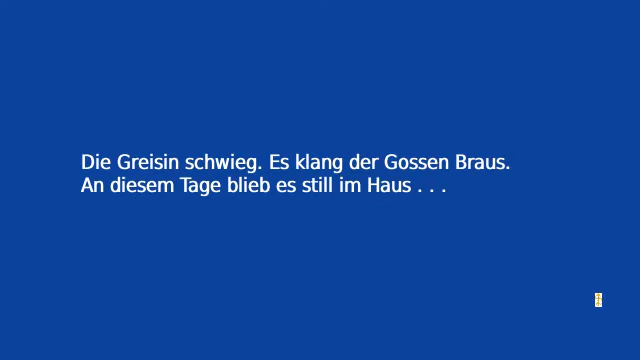 Die Greisin schwieg. Es klang der Gossen Braus.
An diesem Tage blieb es still im Haus . . .